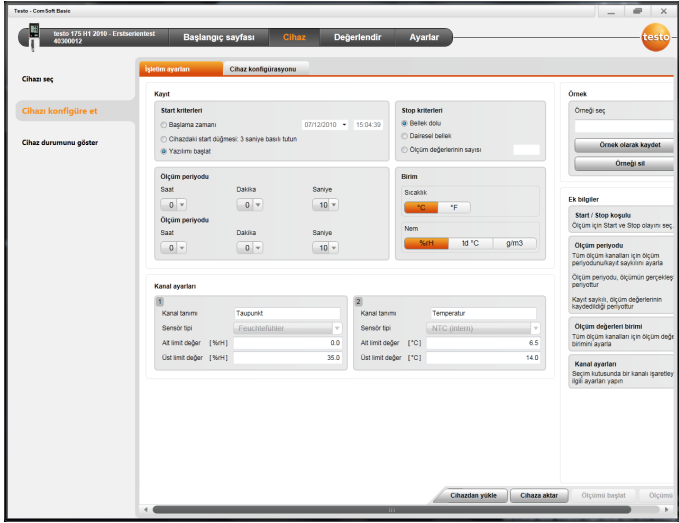 Testo - ComSoft Basic
testo 175 H1 2010 - Erstserientest
40300012
Başlangıç sayfası
Cihaz
Değerlendir
Ayarlar
testo
Cihazı seç
Cihazı konfigüre et
Cihaz durumunu göster
İşletim ayarları
Cihaz konfigürasyonu
Kayıt
Start kriterleri
Başlama zamanı 07/12/2010 15:04:39
Cihazdaki start düğmesi: 3 saniye basılı tutun
Yazılımı başlat
Stop kriterleri
Bellek dolu
Dairesel bellek
Ölçüm değerlerinin sayısı
Ölçüm periyodu
Saat Dakika Saniye
0 0 10
Ölçüm periyodu
Saat Dakika Saniye
0 0 10
Birim
Sıcaklık
°C °F
Nem
%rH td °C g/m3
Kanal ayarları
1
Kanal tanımı Taupunkt
Sensör tipi Feuchtefühler
Alt limit değer [%rH] 0.0
Üst limit değer [%rH] 35.0
2
Kanal tanımı Temperatur
Sensör tipi NTC (intern)
Alt limit değer [°C] 6.5
Üst limit değer [°C] 14.0
Örnek
Örneği seç
Örnek olarak kaydet
Örneği sil
Ek bilgiler
Start / Stop koşulu
Ölçüm için Start ve Stop olayını seç.
Ölçüm periyodu
Tüm ölçüm kanalları için ölçüm
periyodunu/kayıt saykılını ayarla
Ölçüm periyodu, ölçümün gerçekleş
periyottur
Kayıt saykılı, ölçüm değerlerinin
kaydedildiği periyottur
Ölçüm değerleri birimi
Tüm ölçüm kanalları için ölçüm değe
birimini ayarla
Kanal ayarları
Seçim kutusunda bir kanalı işaretley
ilgili ayarları yapın
Cihazdan yükle
Cihaza aktar
Ölçümü başlat
Ölçümü